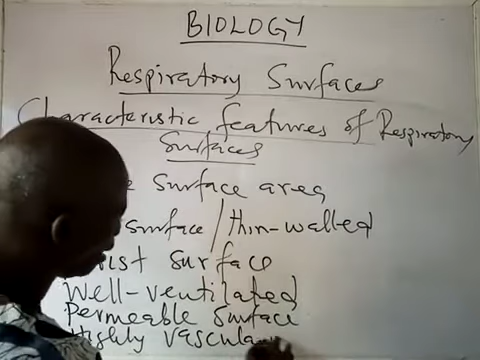 BIOLOGY
Respiratory Surfaces
Characteristic features of Respiratory
Surfaces
surface area
surface / thin-walled
surface
Well-ventilated
Permeable surface
Highly